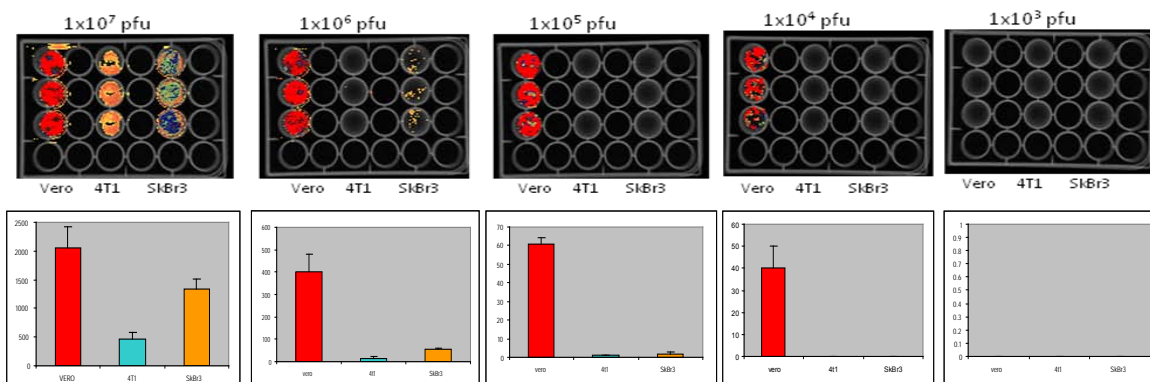 1x10⁷ pfu
1x10⁶ pfu
1x10⁵ pfu
1x10⁴ pfu
1x10³ pfu
Vero 4T1 SkBr3
Vero 4T1 SkBr3
Vero 4T1 SkBr3
Vero 4T1 SkBr3
Vero 4T1 SkBr3
2500
2000
1500
1000
500
0
VERO 4T1 SkBr3
600
500
400
300
200
100
0
vero 4t1 SkBr3
70
60
50
40
30
20
10
0
vero 4t1 SkBr3
60
50
40
30
20
10
0
vero 4t1 SkBr3
1
0.9
0.8
0.7
0.6
0.5
0.4
0.3
0.2
0.1
0
vero 4t1 SkBr3